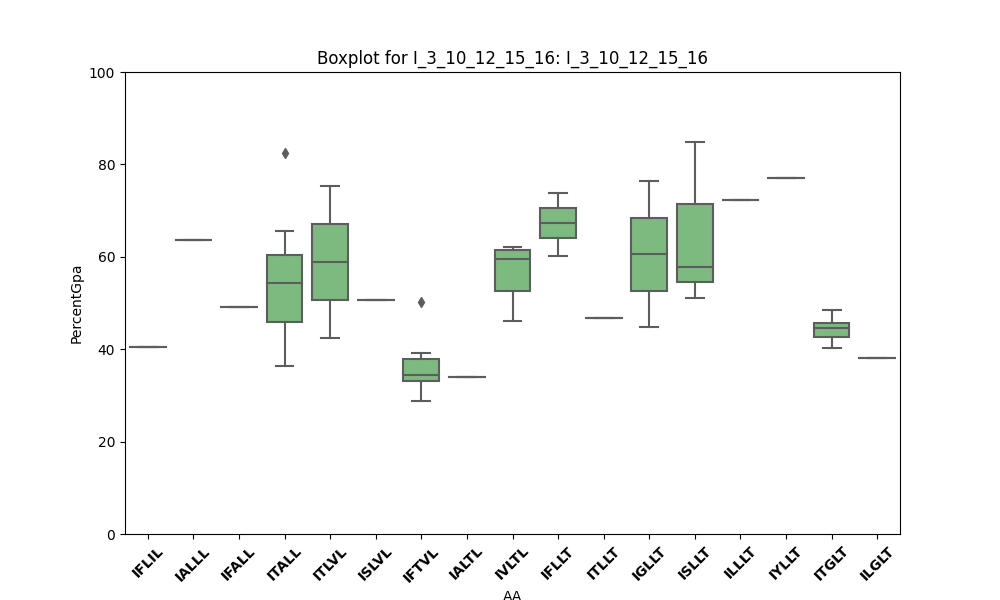 Boxplot for I_3_10_12_15_16: I_3_10_12_15_16
PercentGpa
100
80
60
40
20
0
IFLIL
IALLL
IFALL
ITALL
ITLVL
ISLVL
IFTVL
IALTL
IVLTL
IFLLT
ITLLT
IGLLT
ISLLT
ILLLT
IYLLT
ITGLT
ILGLT
AA